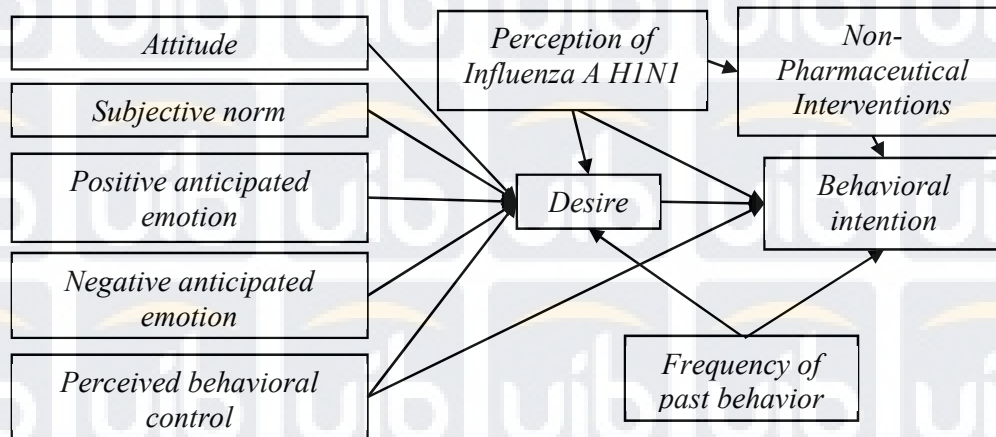 Attitude
Subjective norm
Positive anticipated
emotion
Negative anticipated
emotion
Perceived behavioral
control
Perception of
Influenza A H1N1
Non-
Pharmaceutical
Interventions
Desire
Behavioral
intention
Frequency of
past behavior